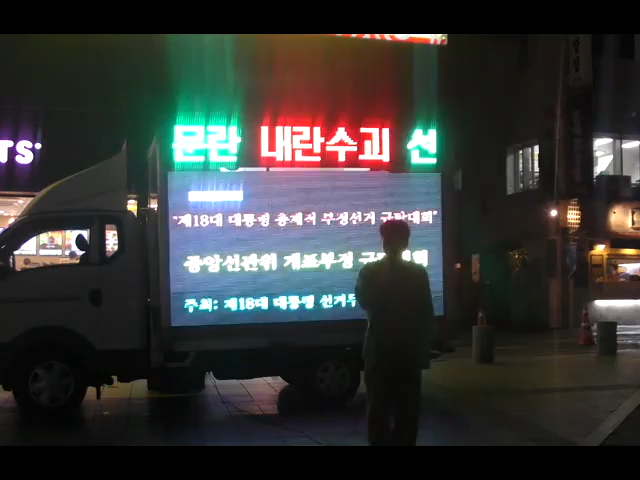 문란 내란수괴 선
TS
"제18대 대통령 총체적 부정선거 규탄대회"
중앙선관위 개표부정 규
주최: 제18대 대통령 선거